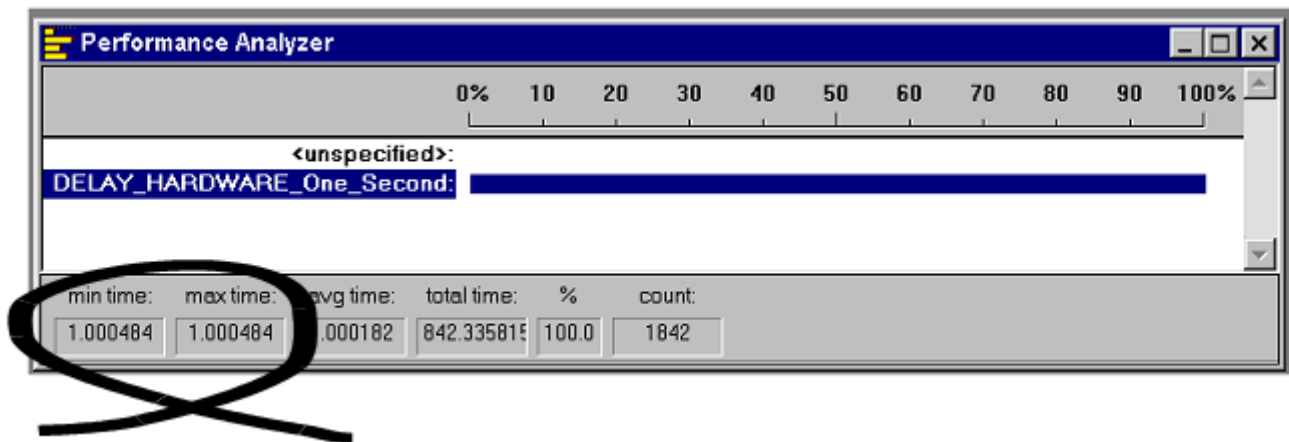 Performance Analyzer
0% 10 20 30 40 50 60 70 80 90 100%
<unspecified>:
DELAY_HARDWARE_One_Second:
min time: max time: avg time: total time: % count:
1.000484 1.000484 .000182 842.335815 100.0 1842